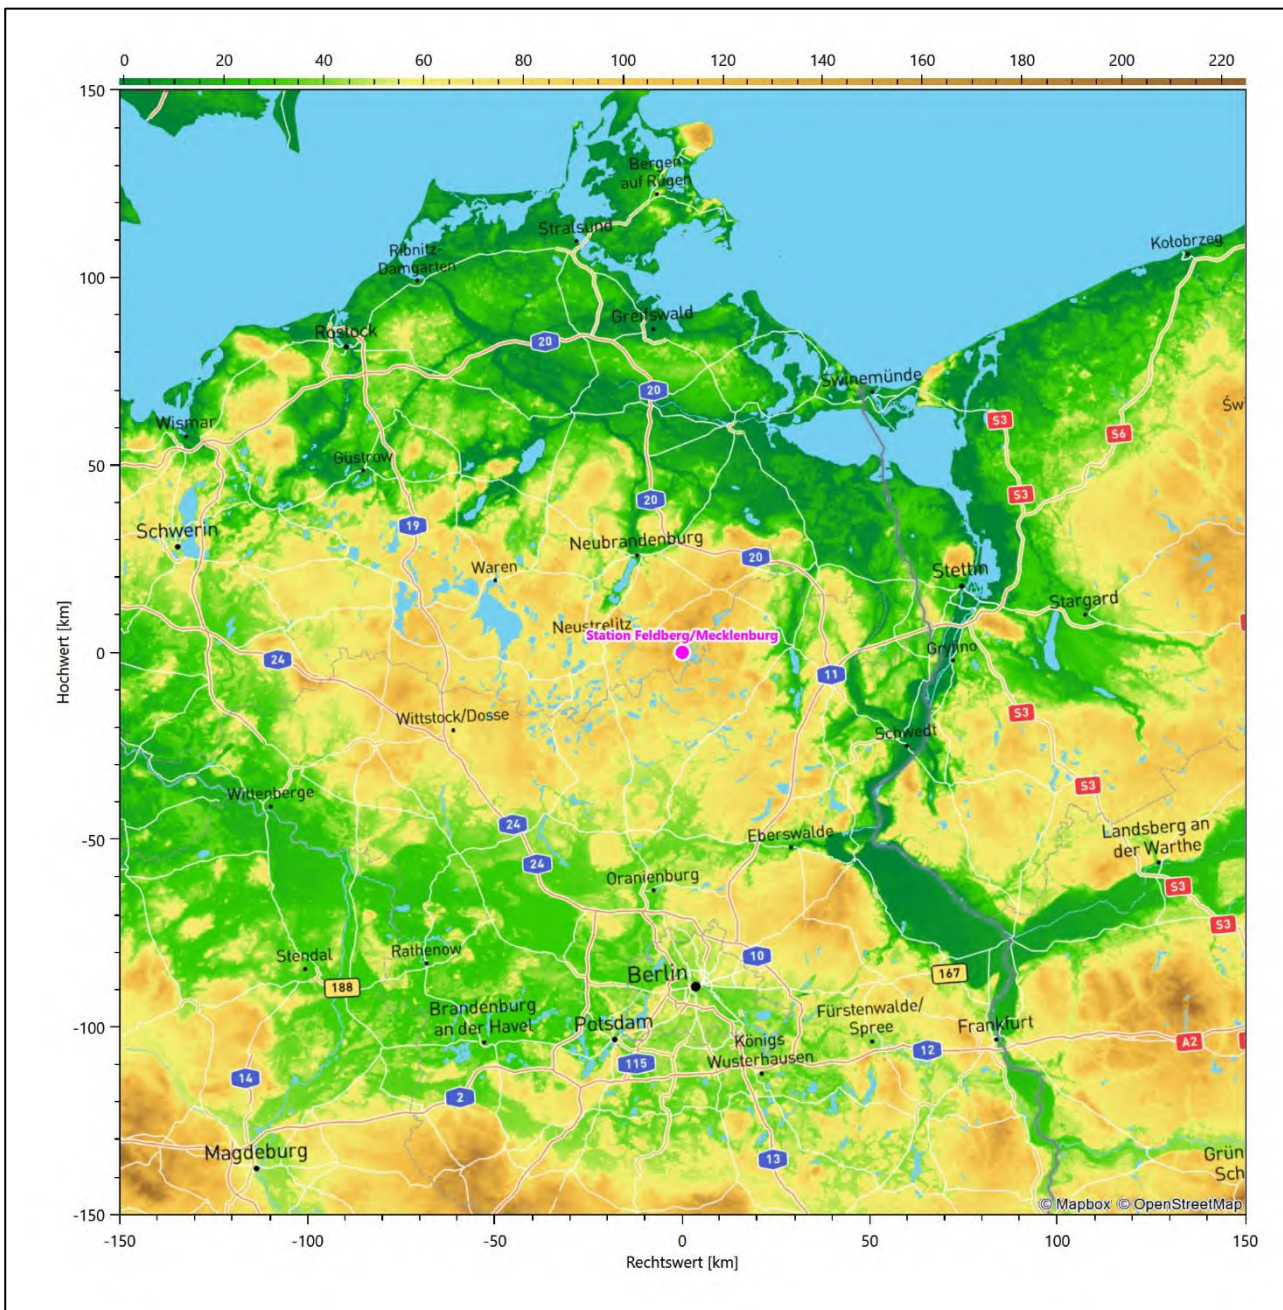 0 20 40 60 80 100 120 140 160 180 200 220
150
Bergen
auf Rügen
Stralsund
Kołobrzeg
Ribnitz-
Damgarten
100
Greifswald
Rostock
20
20
Swinemünde
Św
Wismar
S3
S6
Güstrow
50
20
S3
19
Schwerin
Neubrandenburg
20
Waren
Stettin
Stargard
Neustrelitz
Station Feldberg/Mecklenburg
Hochwert [km]
0
24
Gryfino
11
Wittstock/Dosse
S3
Schwedt
Wittenberge
S3
24
Landsberg an
der Warthe
-50
Eberswalde
24
Oranienburg
S3
S3
Stendal
Rathenow
10
Berlin
167
188
Brandenburg
an der Havel
Potsdam
Fürstenwalde/
Spree
Frankfurt
-100
Königs
Wusterhausen
12
A2
115
14
2
Magdeburg
13
Grün
Sch
© Mapbox © OpenStreetMap
-150
-150 -100 -50 0 50 100 150
Rechtswert [km]